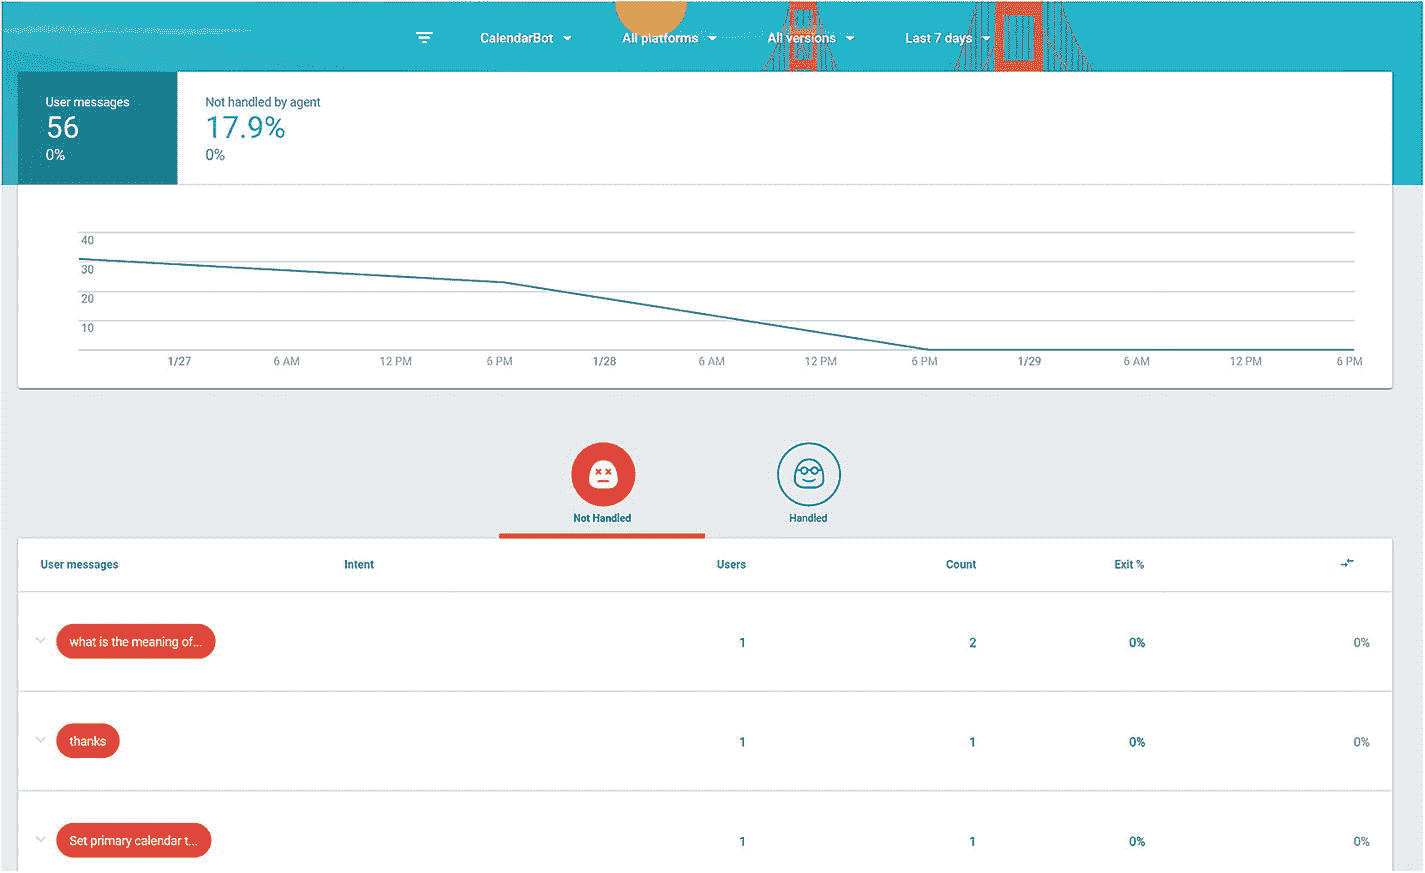 CalendarBot All platforms All versions Last 7 days
User messages Not handled by agent
56 17.9%
0% 0%
40
30
20
10
1/27 6 AM 12 PM 6 PM 1/28 6 AM 12 PM 6 PM 1/29 6 AM 12 PM 6 PM
Not Handled Handled
User messages Intent Users Count Exit %
what is the meaning of... 1 2 0% 0%
thanks 1 1 0% 0%
Set primary calendar t... 1 1 0% 0%